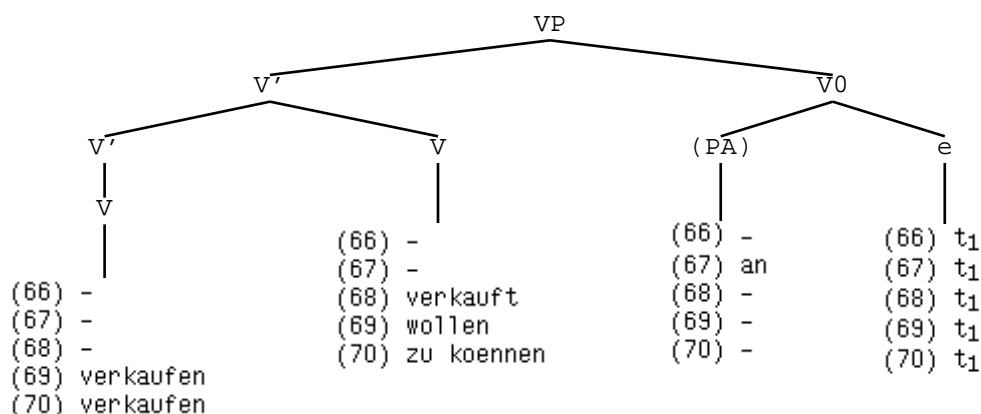 VP
V' V0
V' V (PA) e
V
(66) - (66) - (66) t1
(66) - (67) - (67) an (67) t1
(67) - (68) verkauft (68) - (68) t1
(68) - (69) wollen (69) - (69) t1
(69) verkaufen (70) zu koennen (70) - (70) t1
(70) verkaufen